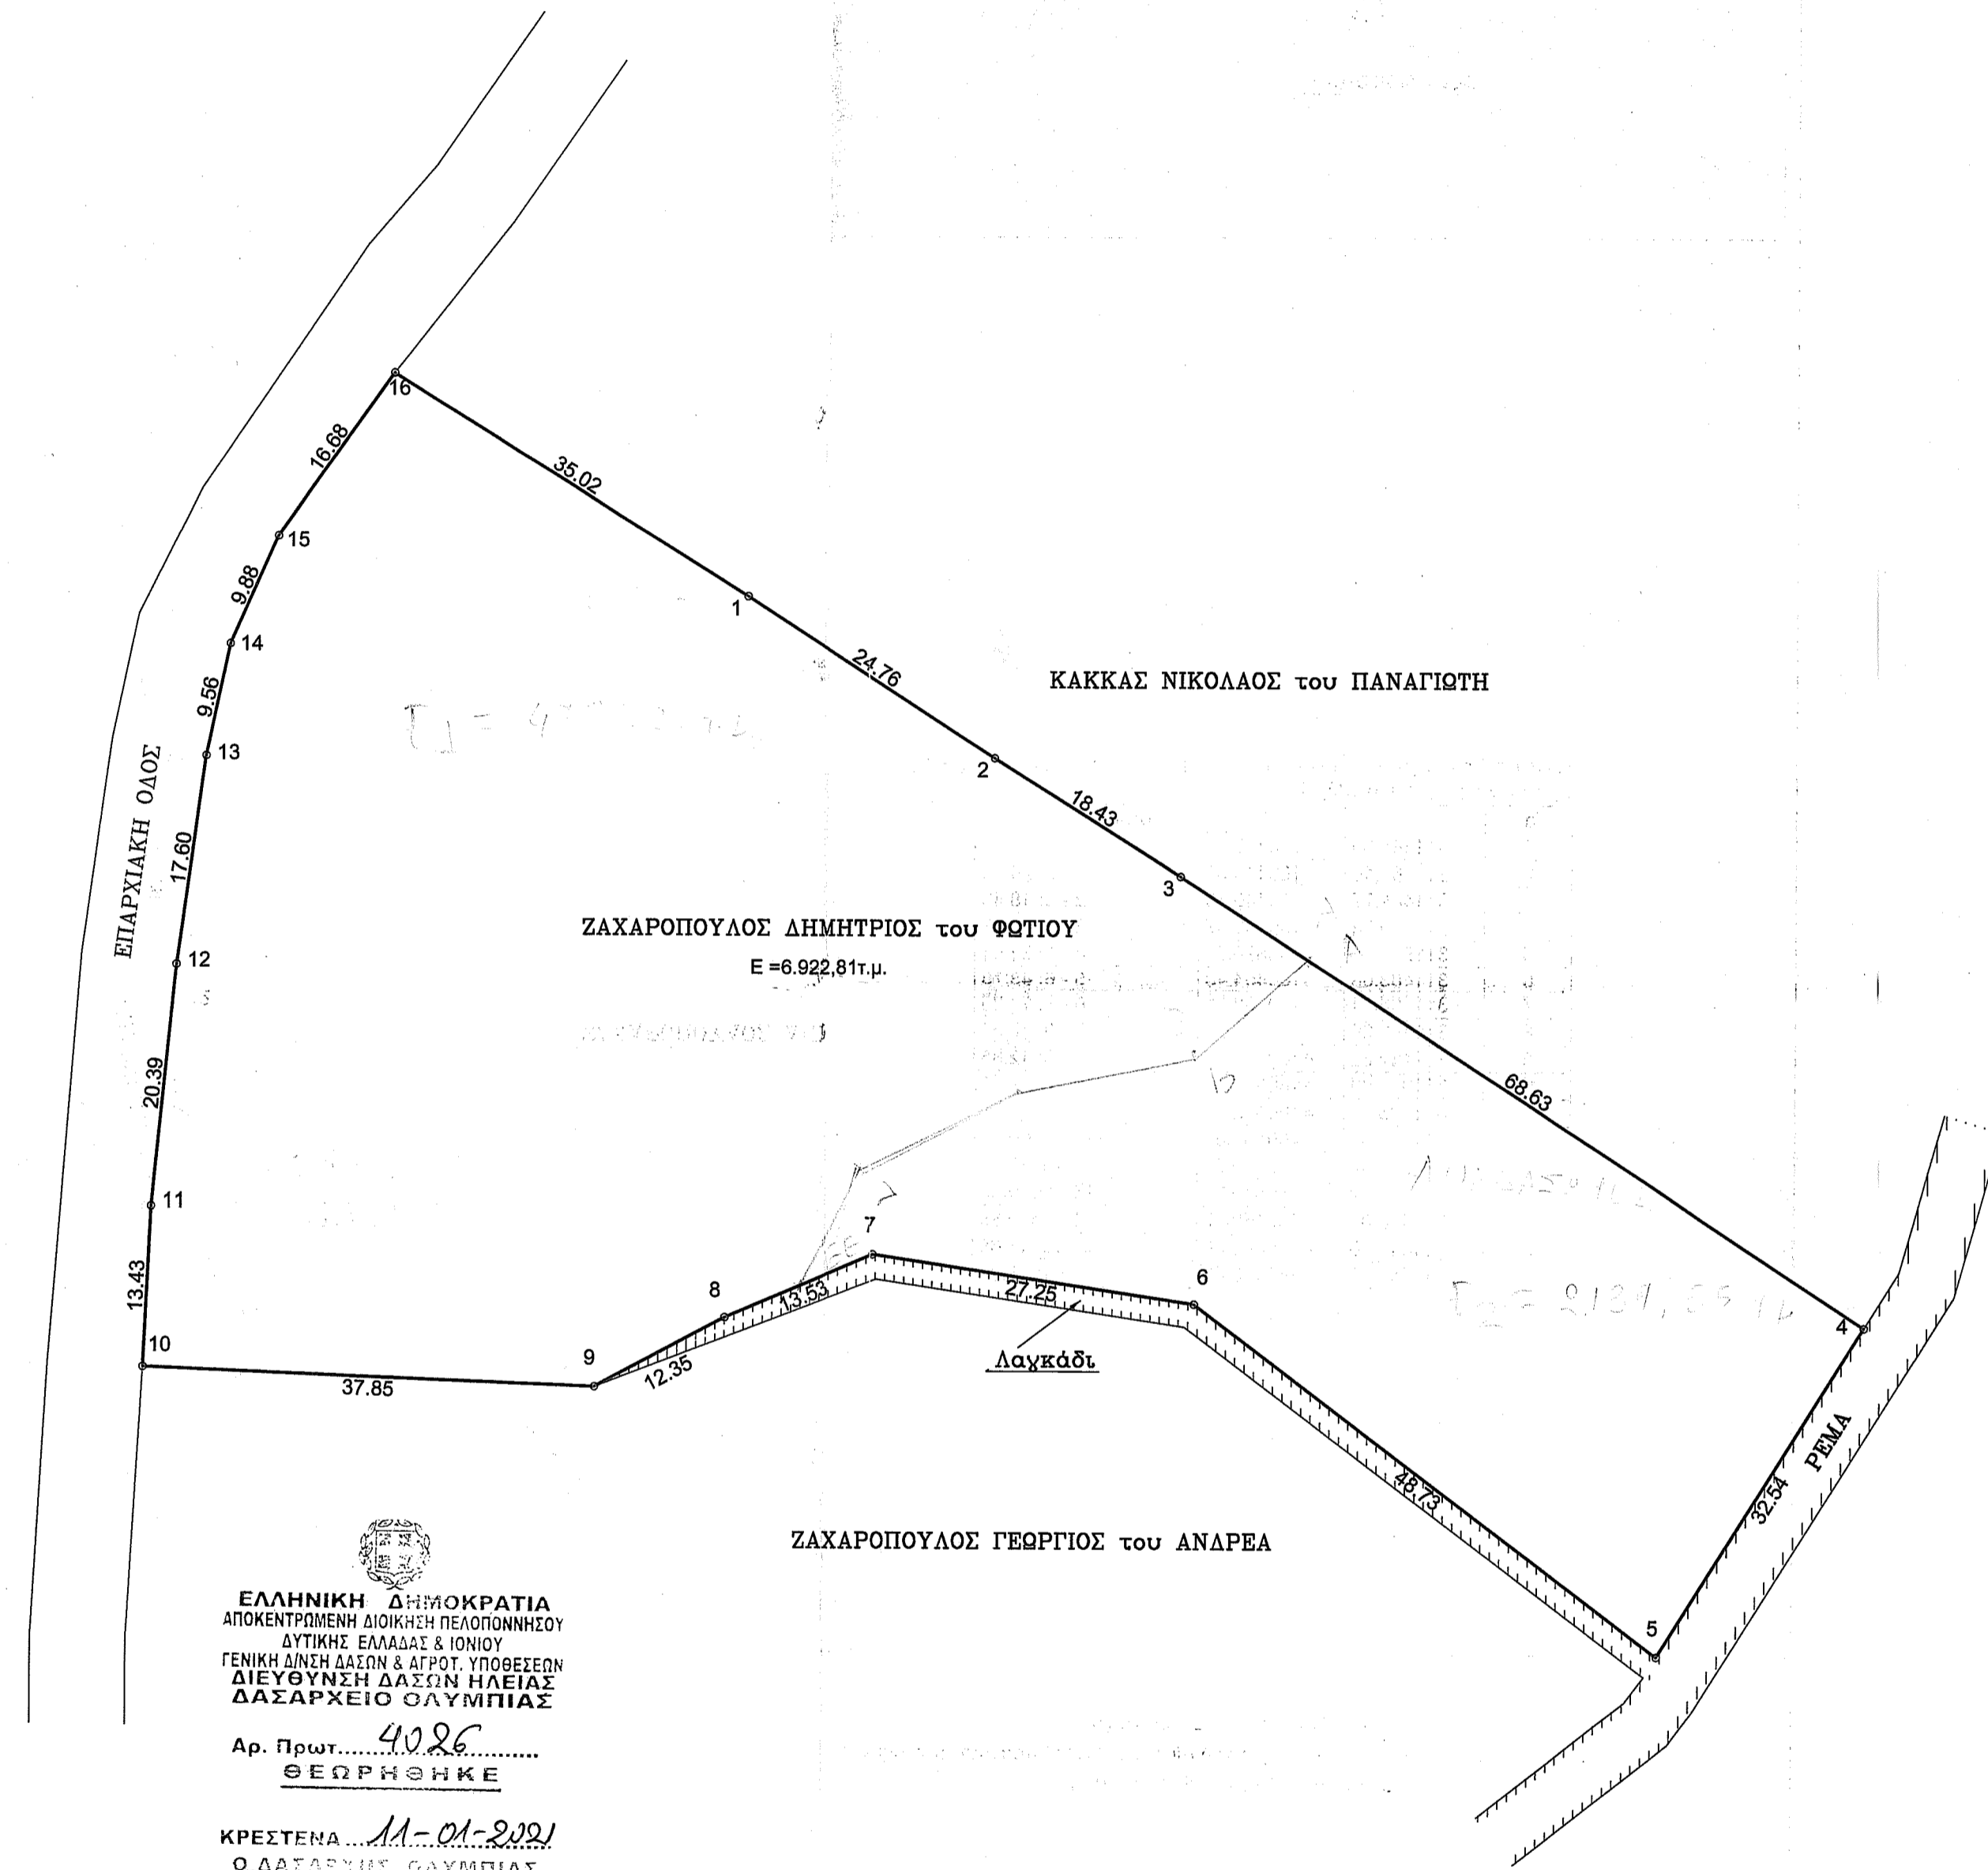 16
16.68
35.02
15
9.88
1
14
24.76
9.56
ΚΑΚΚΑΣ ΝΙΚΟΛΑΟΣ του ΠΑΝΑΓΙΩΤΗ
13
2
ΕΠΑΡΧΙΑΚΗ ΟΔΟΣ
18.43
17.60
3
ΖΑΧΑΡΟΠΟΥΛΟΣ ΔΗΜΗΤΡΙΟΣ του ΦΩΤΙΟΥ
12
E =6.922,81τ.μ.
20.39
68.63
11
7
13.43
6
8
13.53
27.25
4
10
9
Λαγκάδι
12.35
37.85
ΡΕΜΑ
48.73
32.54
ΖΑΧΑΡΟΠΟΥΛΟΣ ΓΕΩΡΓΙΟΣ του ΑΝΔΡΕΑ
5
ΕΛΛΗΝΙΚΗ ΔΗΜΟΚΡΑΤΙΑ
ΑΠΟΚΕΝΤΡΩΜΕΝΗ ΔΙΟΙΚΗΣΗ ΠΕΛΟΠΟΝΝΗΣΟΥ
ΔΥΤΙΚΗΣ ΕΛΛΑΔΑΣ & ΙΟΝΙΟΥ
ΓΕΝΙΚΗ Δ/ΝΣΗ ΔΑΣΩΝ & ΑΓΡΟΤ. ΥΠΟΘΕΣΕΩΝ
ΔΙΕΥΘΥΝΣΗ ΔΑΣΩΝ ΗΛΕΙΑΣ
ΔΑΣΑΡΧΕΙΟ ΟΛΥΜΠΙΑΣ
Αρ. Πρωτ. 4026
ΘΕΩΡΗΘΗΚΕ
ΚΡΕΣΤΕΝΑ 11-01-2021
Ο ΔΑΣΑΡΧΗΣ ΟΛΥΜΠΙΑΣ